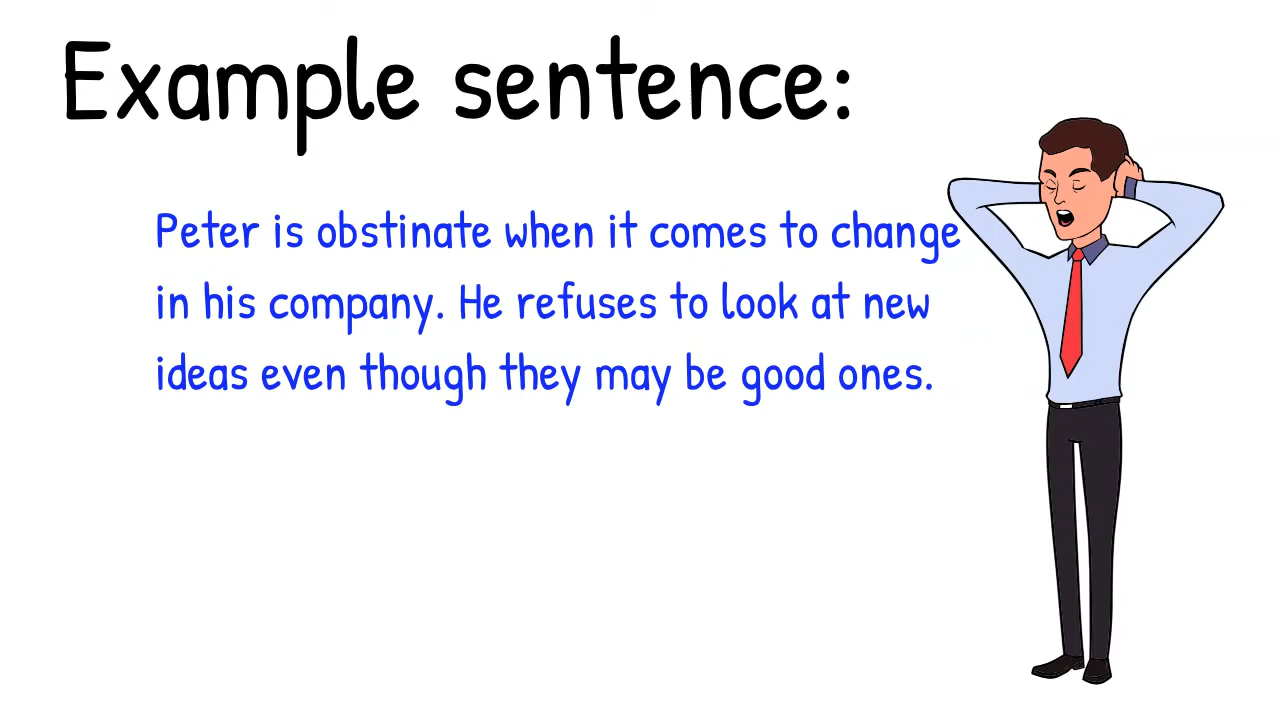 Example sentence:
Peter is obstinate when it comes to change
in his company. He refuses to look at new
ideas even though they may be good ones.